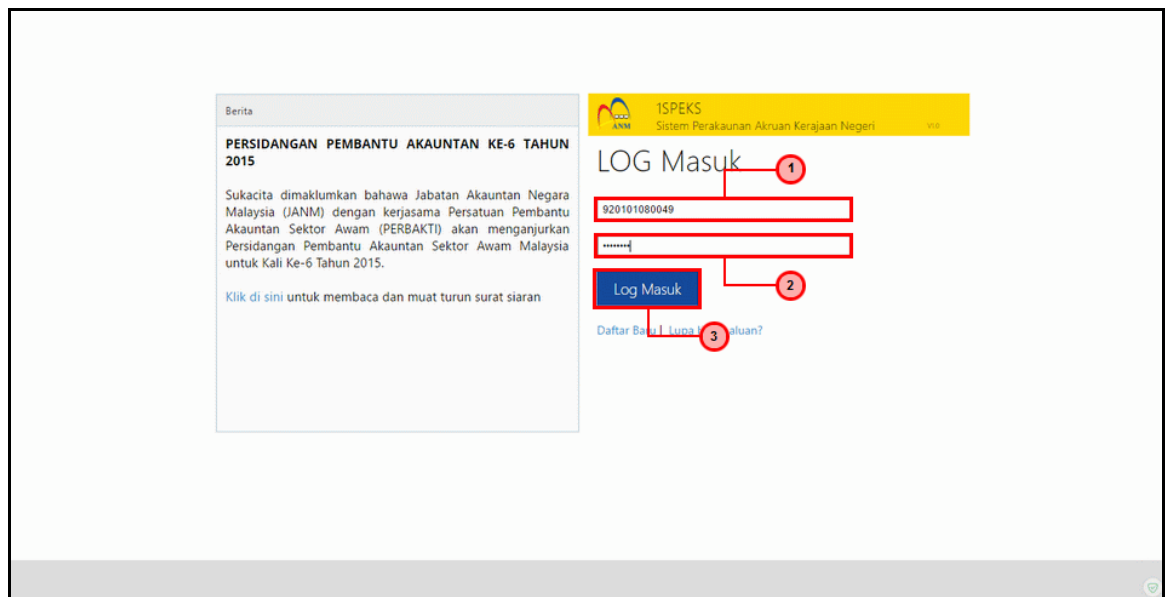 Berita
PERSIDANGAN PEMBANTU AKAUNTAN KE-6 TAHUN
2015
Sukacita dimaklumkan bahawa Jabatan Akauntan Negara
Malaysia (JANM) dengan kerjasama Persatuan Pembantu
Akauntan Sektor Awam (PERBAKTI) akan menganjurkan
Persidangan Pembantu Akauntan Sektor Awam Malaysia
untuk Kali Ke-6 Tahun 2015.
Klik di sini untuk membaca dan muat turun surat siaran
ANM
1SPEKS
Sistem Perakaunan Akruan Kerajaan Negeri
V1.0
LOG Masuk
1
920101080049
2
Log Masuk
Daftar Baru | Lupa
3